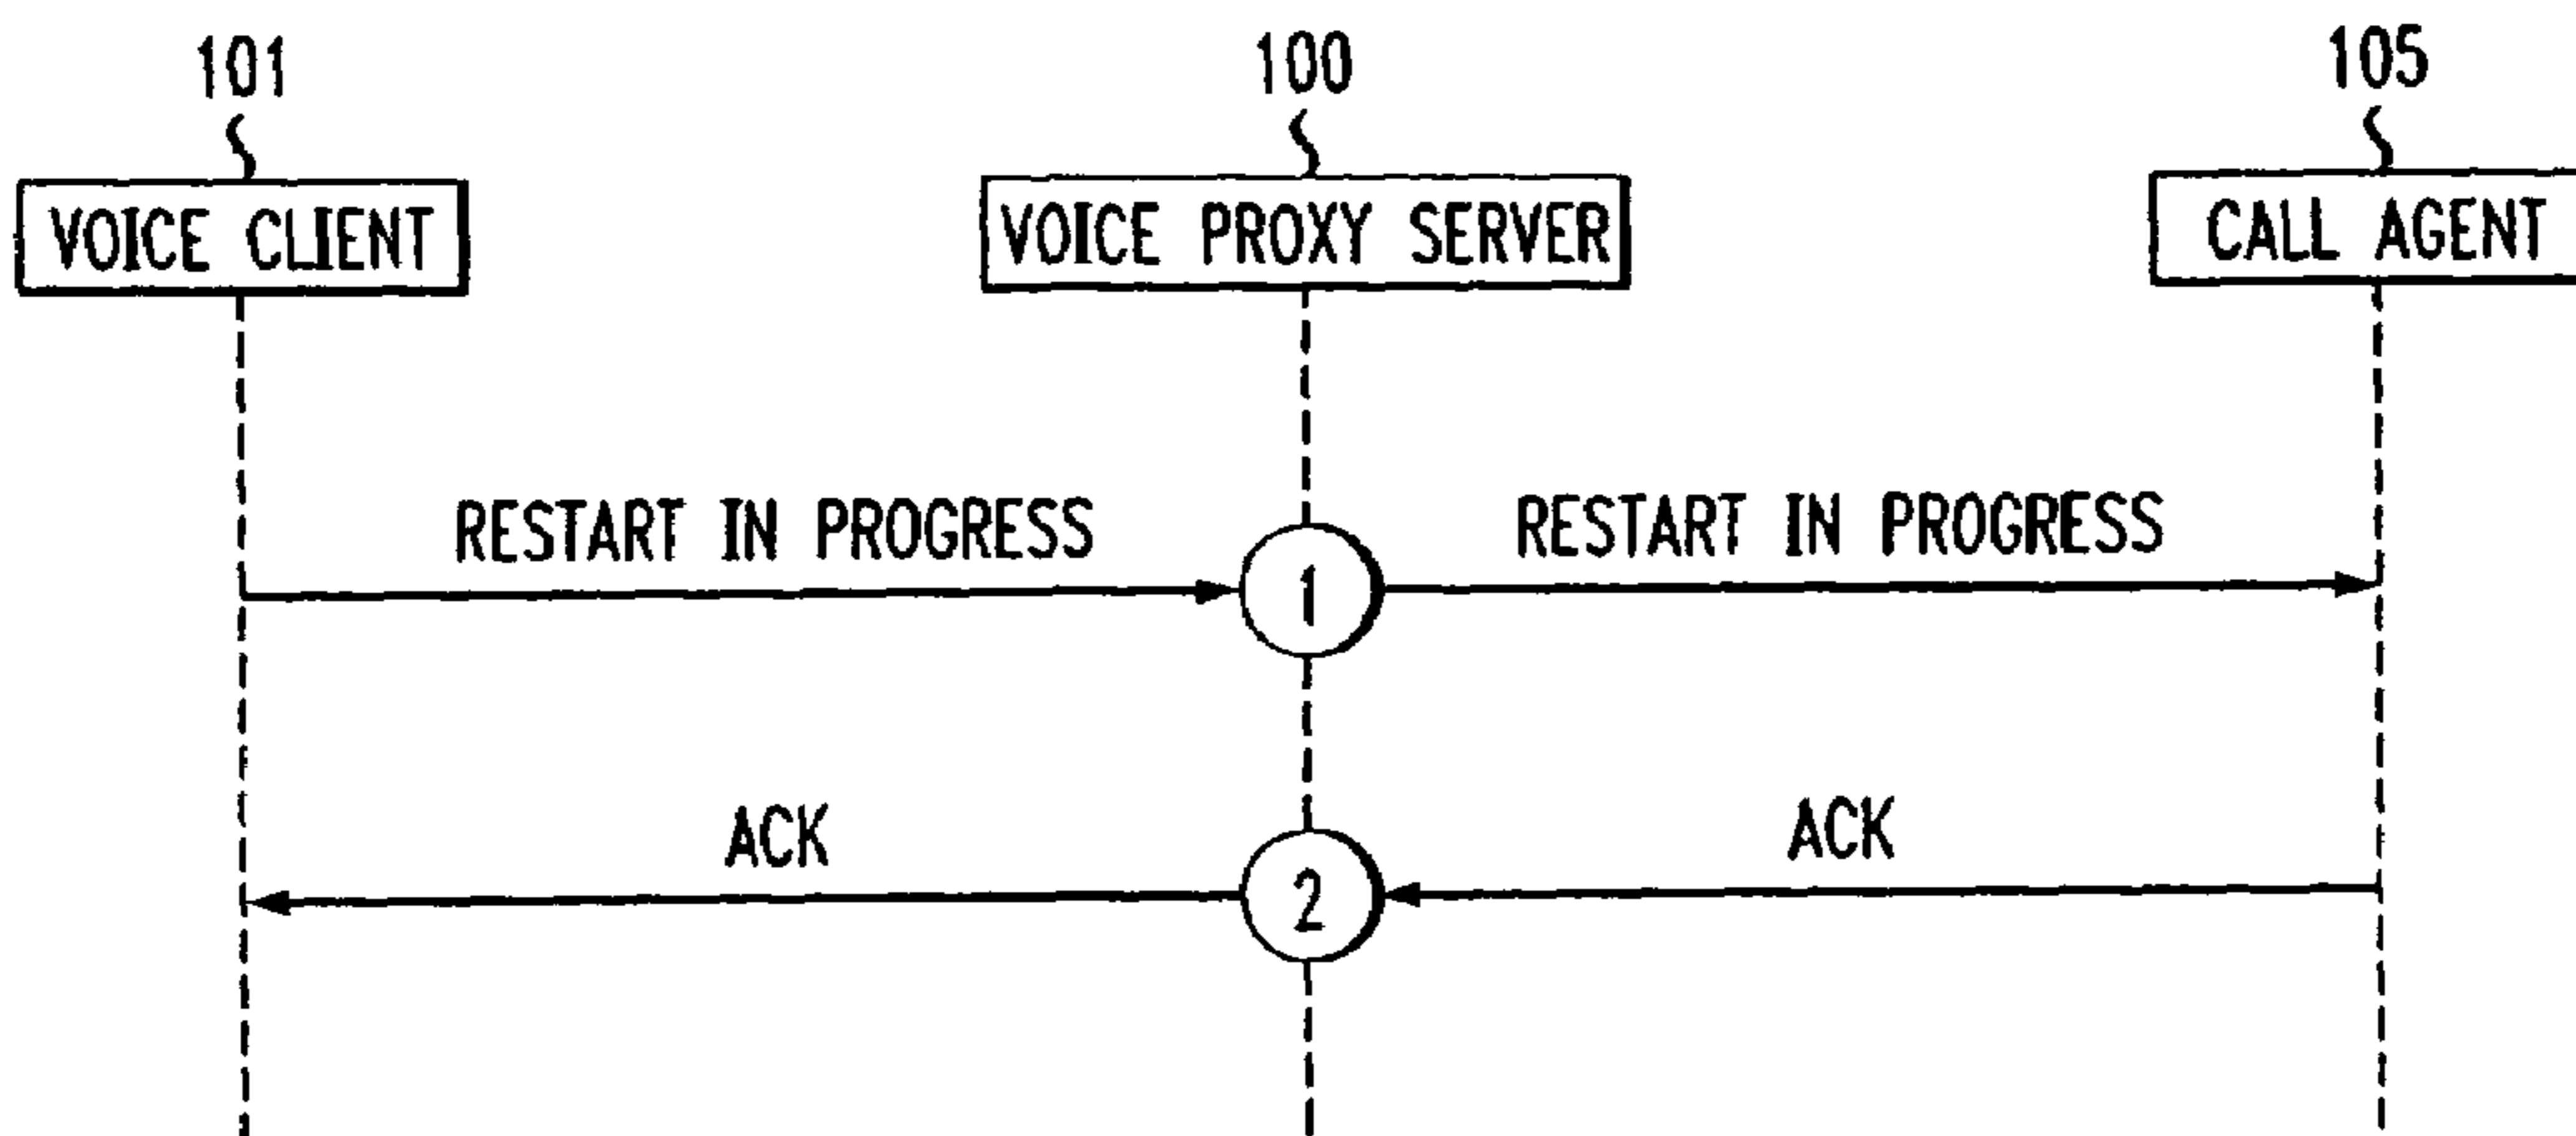 101 100 105
VOICE CLIENT VOICE PROXY SERVER CALL AGENT
RESTART IN PROGRESS RESTART IN PROGRESS
1
ACK ACK
2